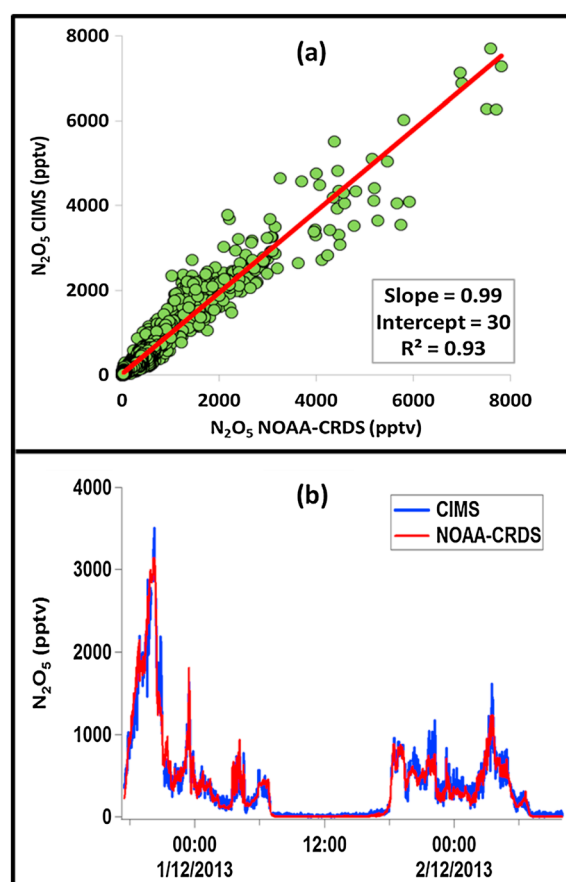 (a)
8000
6000
4000
2000
0
N₂O₅ CIMS (pptv)
Slope = 0.99
Intercept = 30
R² = 0.93
0 2000 4000 6000 8000
N₂O₅ NOAA-CRDS (pptv)
(b)
CIMS
NOAA-CRDS
4000
3000
2000
1000
0
N₂O₅ (pptv)
00:00 12:00 00:00
1/12/2013 2/12/2013